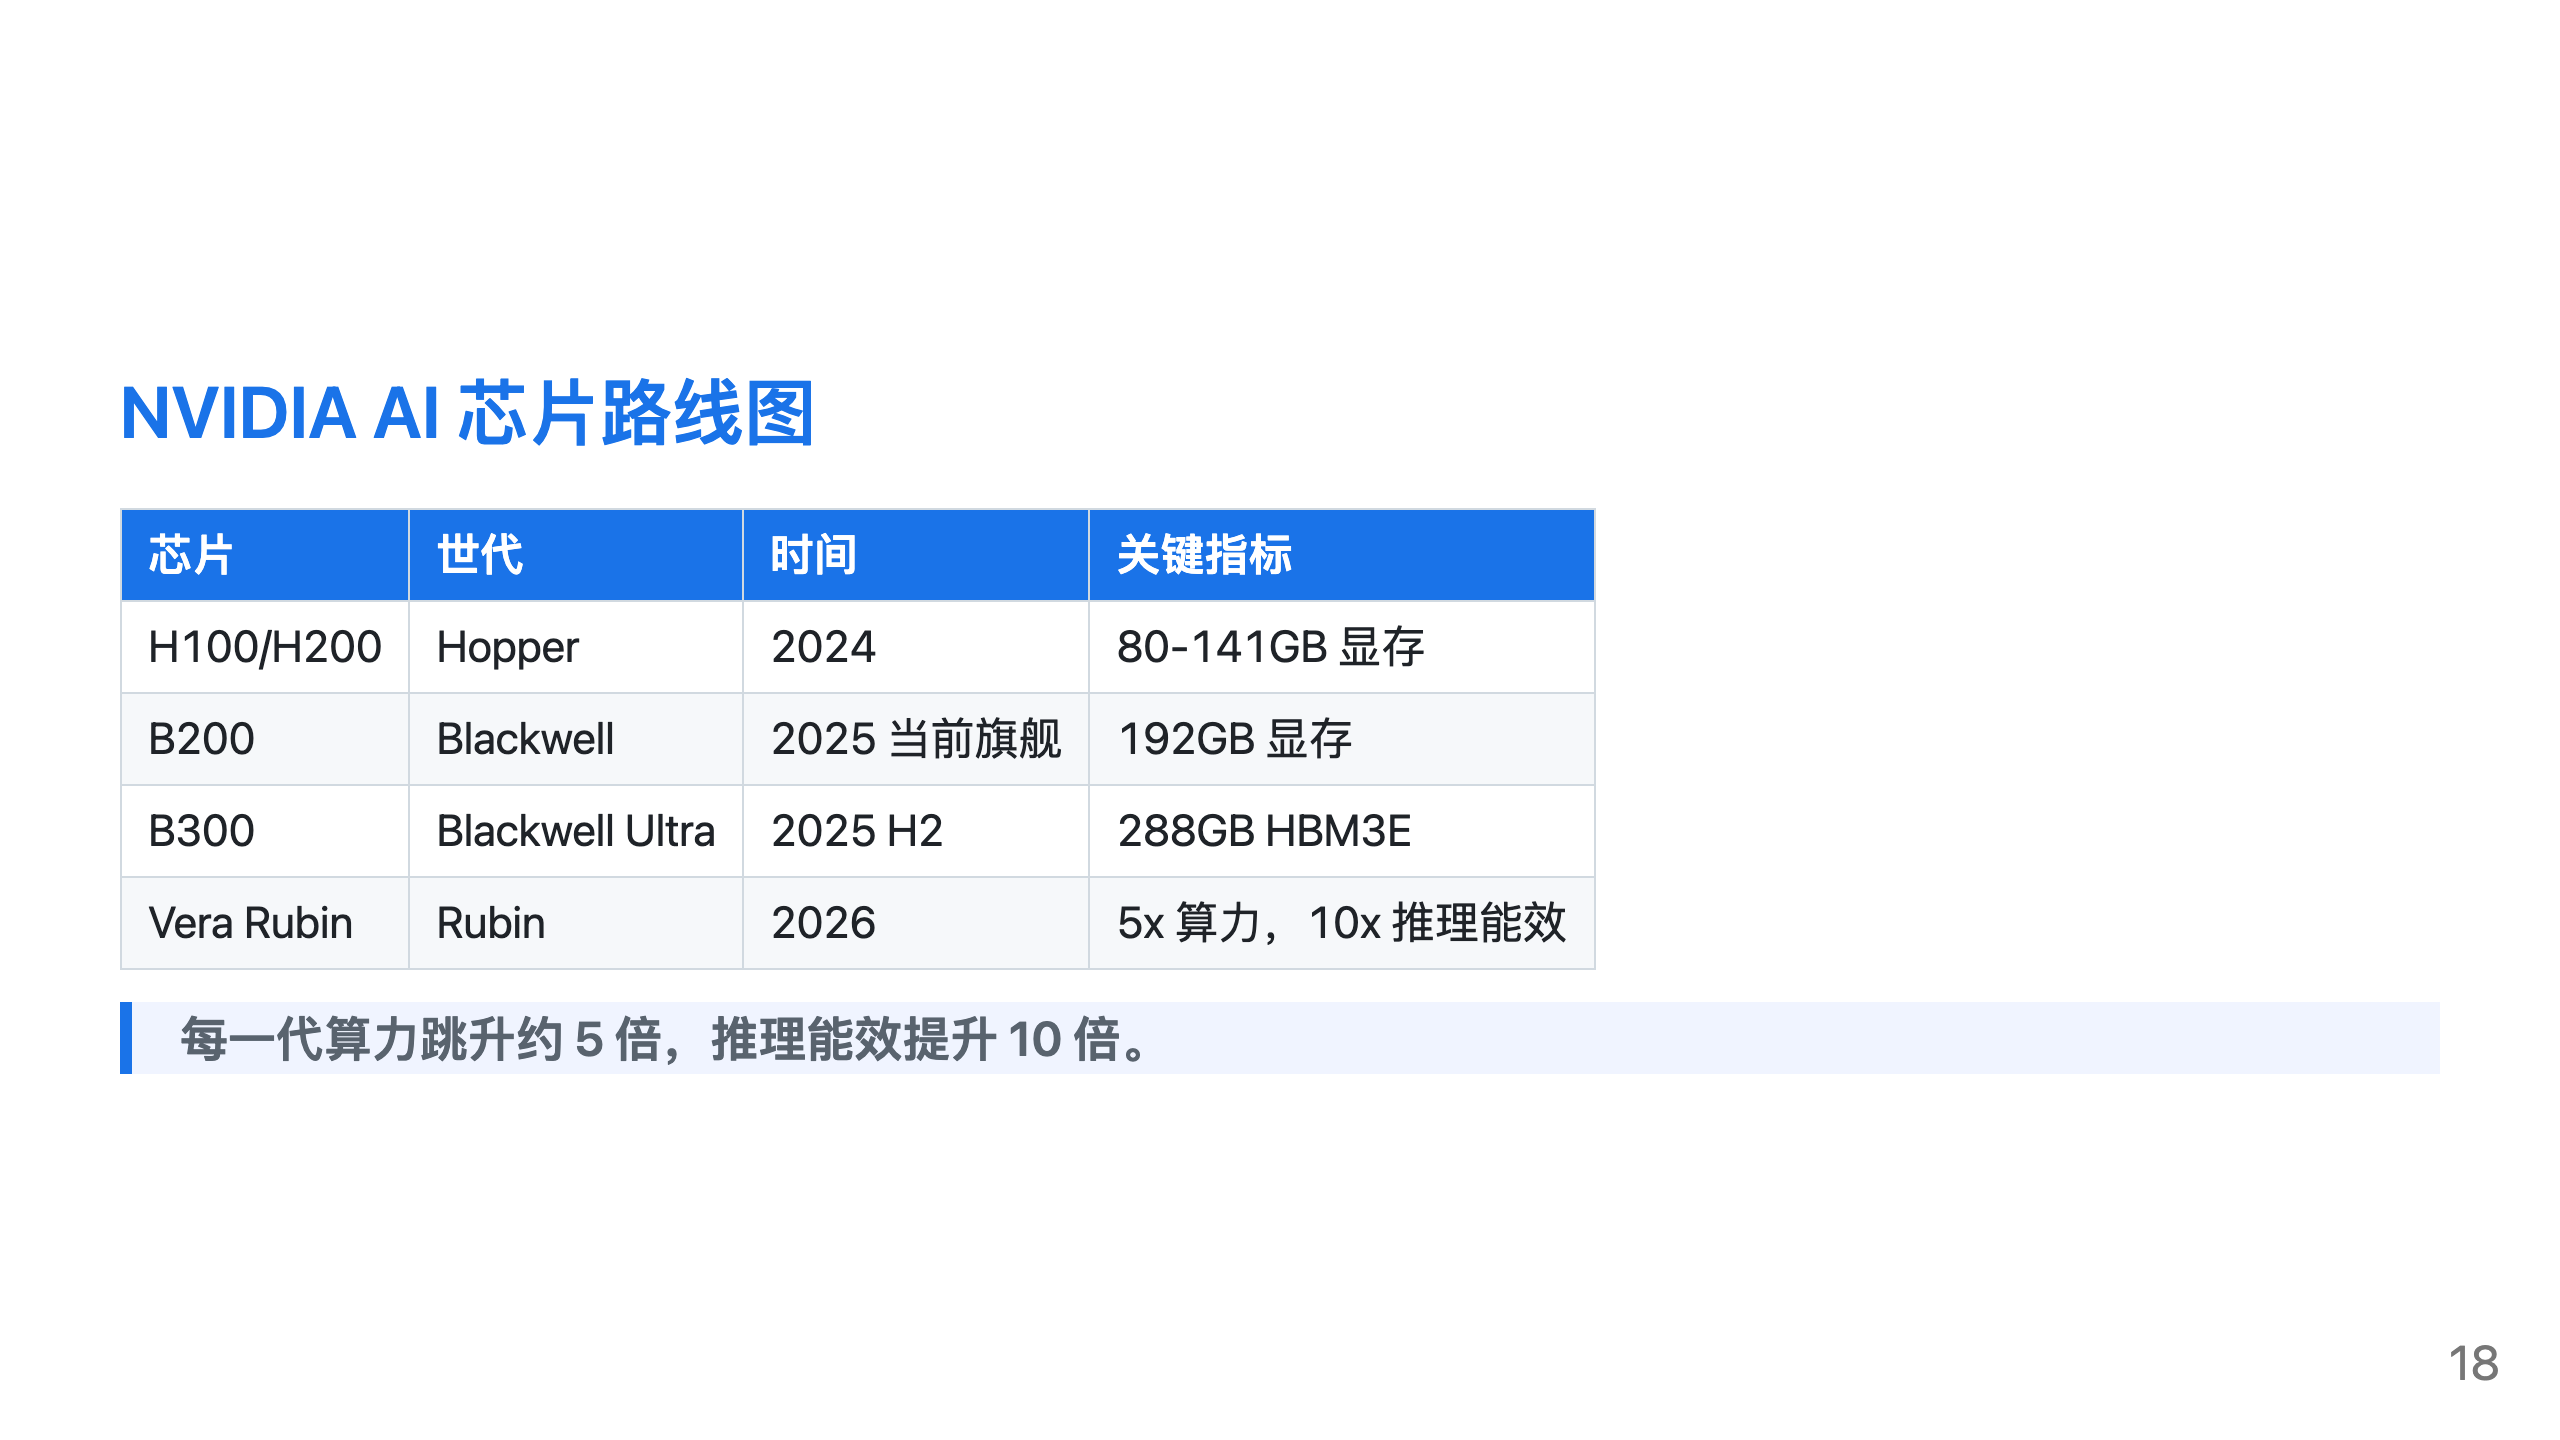 NVIDIA AI 芯片路线图
芯片 世代 时间 关键指标
H100/H200 Hopper 2024 80-141GB 显存
B200 Blackwell 2025 当前旗舰 192GB 显存
B300 Blackwell Ultra 2025 H2 288GB HBM3E
Vera Rubin Rubin 2026 5x 算力，10x 推理能效
每一代算力跳升约 5 倍，推理能效提升 10 倍。
18